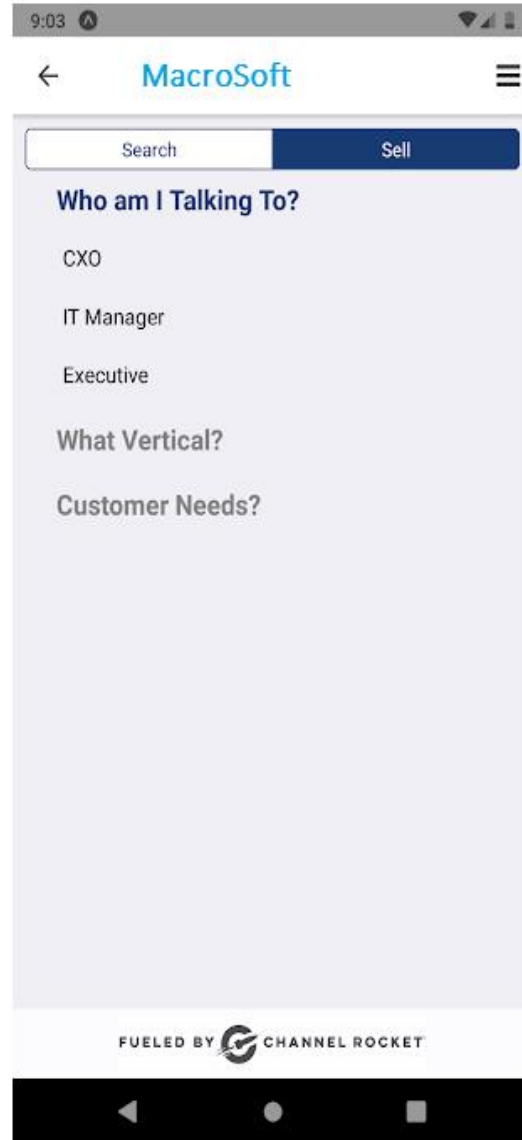 9:03
MacroSoft
Search Sell
Who am I Talking To?
CXO
IT Manager
Executive
What Vertical?
Customer Needs?
FUELED BY CHANNEL ROCKET